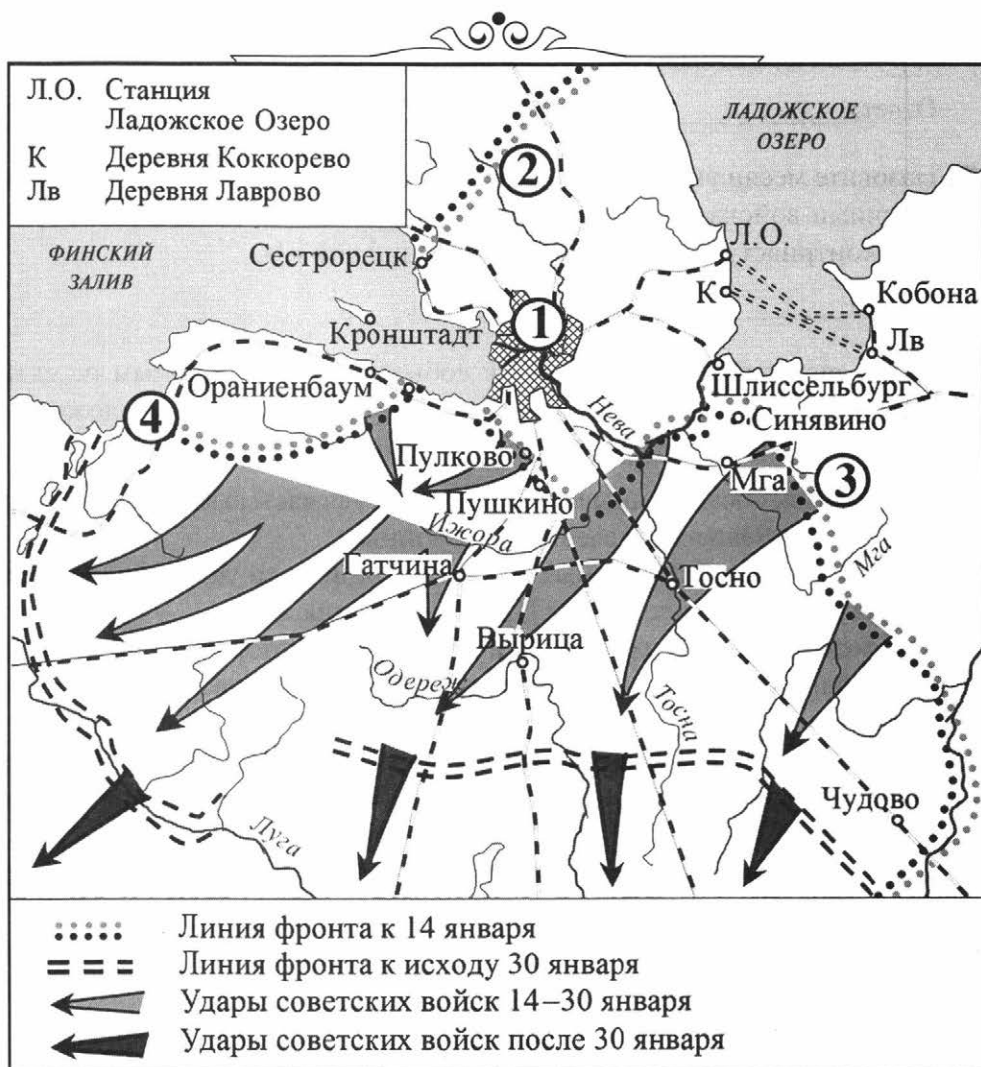 Л.О. Станция
Ладожское Озеро
К Деревня Коккорево
Лв Деревня Лаврово
ЛАДОЖСКОЕ
ОЗЕРО
2
ФИНСКИЙ
ЗАЛИВ
Сестрорецк
Л.О.
К
Кобона
1
Кронштадт
Лв
Ораниенбаум
Шлиссельбург
Нева
Синявино
4
Пулково
Мга
3
Пушкино
Ижора
Мга
Гатчина
Тосно
Вырица
Одереж
Тосна
Чудово
Луга
Линия фронта к 14 января
Линия фронта к исходу 30 января
Удары советских войск 14–30 января
Удары советских войск после 30 января